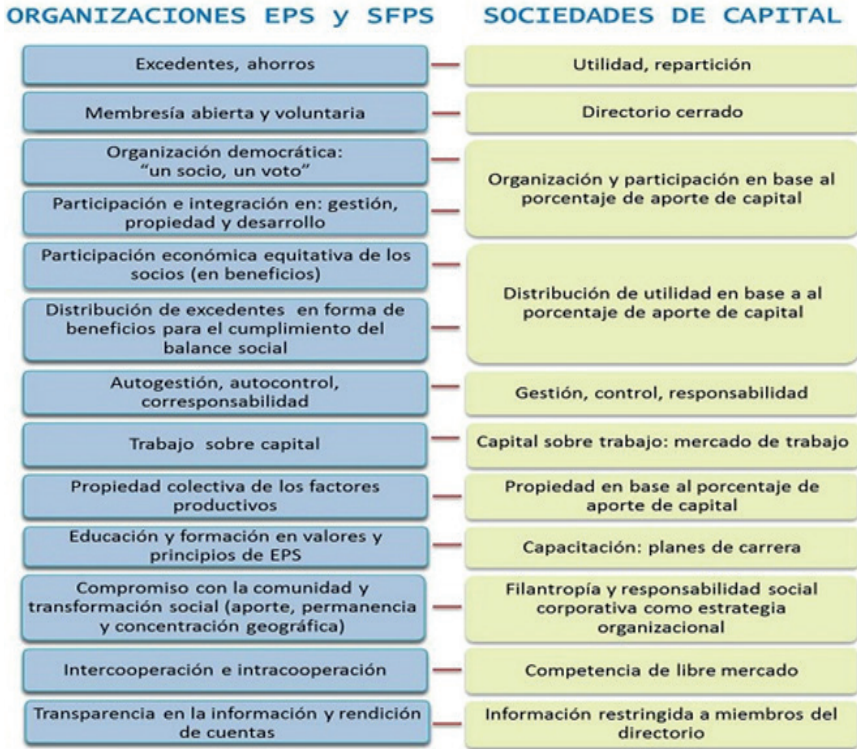 ORGANIZACIONES EPS y SFPS
SOCIEDADES DE CAPITAL
Excedentes, ahorros
Utilidad, repartición
Membresía abierta y voluntaria
Directorio cerrado
Organización democrática:
"un socio, un voto"
Participación e integración en: gestión,
propiedad y desarrollo
Organización y participación en base al
porcentaje de aporte de capital
Participación económica equitativa de los
socios (en beneficios)
Distribución de excedentes en forma de
beneficios para el cumplimiento del
balance social
Distribución de utilidad en base a al
porcentaje de aporte de capital
Autogestión, autocontrol,
corresponsabilidad
Gestión, control, responsabilidad
Trabajo sobre capital
Capital sobre trabajo: mercado de trabajo
Propiedad colectiva de los factores
productivos
Propiedad en base al porcentaje de
aporte de capital
Educación y formación en valores y
principios de EPS
Capacitación: planes de carrera
Compromiso con la comunidad y
transformación social (aporte, permanencia
y concentración geográfica)
Filantropía y responsabilidad social
corporativa como estrategia
organizacional
Intercooperación e intracooperación
Competencia de libre mercado
Transparencia en la información y rendición
de cuentas
Información restringida a miembros del
directorio